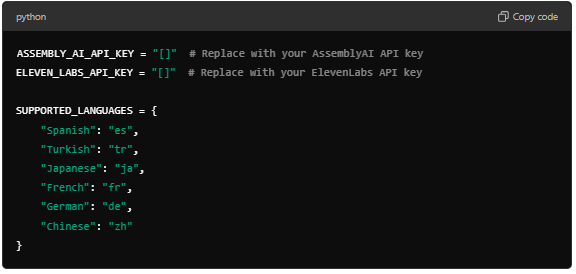 python Copy code
ASSEMBLY_AI_API_KEY = "[]"  # Replace with your AssemblyAI API key
ELEVEN_LABS_API_KEY = "[]"  # Replace with your ElevenLabs API key
SUPPORTED_LANGUAGES = {
    "Spanish": "es",
    "Turkish": "tr",
    "Japanese": "ja",
    "French": "fr",
    "German": "de",
    "Chinese": "zh"
}